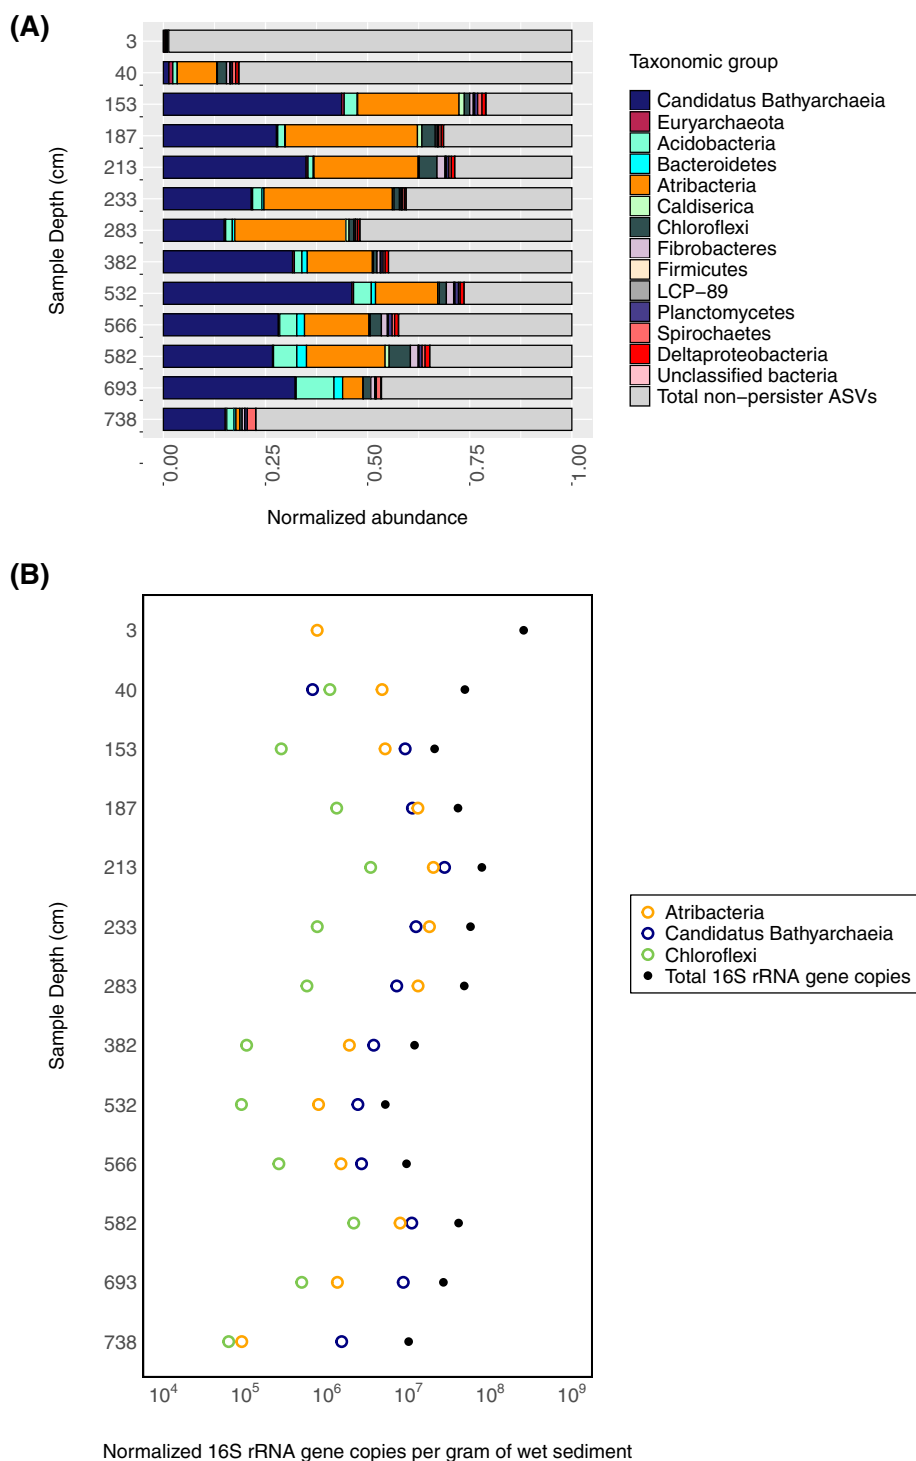 (A)
Sample Depth (cm)
3
40
153
187
213
233
283
382
532
566
582
693
738
0.00
0.25
0.50
0.75
1.00
Normalized abundance
Taxonomic group
Candidatus Bathyarchaeia
Euryarchaeota
Acidobacteria
Bacteroidetes
Atribacteria
Caldiserica
Chloroflexi
Fibrobacteres
Firmicutes
LCP−89
Planctomycetes
Spirochaetes
Deltaproteobacteria
Unclassified bacteria
Total non−persister ASVs
(B)
Sample Depth (cm)
3
40
153
187
213
233
283
382
532
566
582
693
738
10⁴ 10⁵ 10⁶ 10⁷ 10⁸ 10⁹
Normalized 16S rRNA gene copies per gram of wet sediment
Atribacteria
Candidatus Bathyarchaeia
Chloroflexi
Total 16S rRNA gene copies